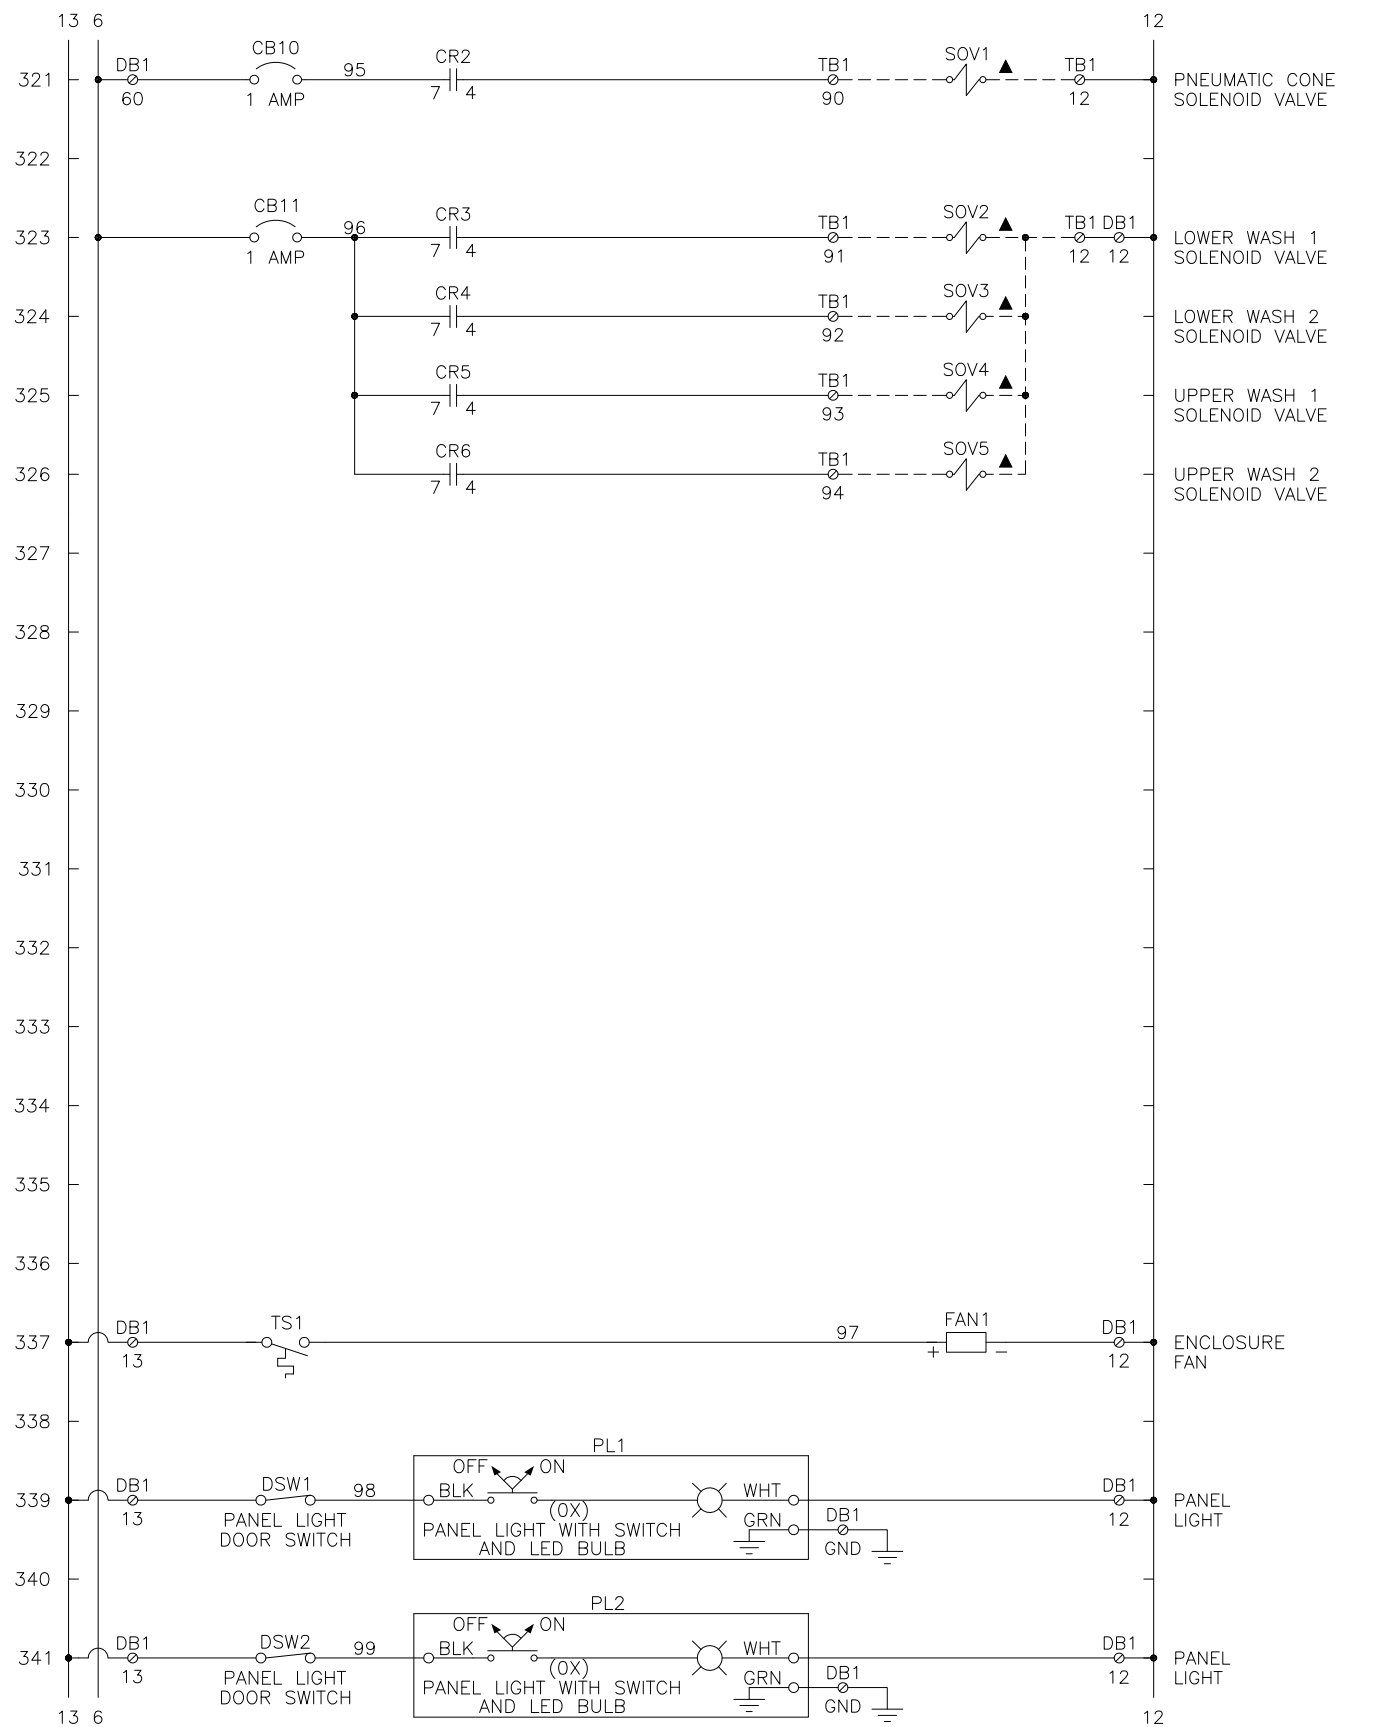 13 6 12
321 DB1 60 CB10 1 AMP 95 CR2 7 4 TB1 90 SOV1 TB1 12 PNEUMATIC CONE
SOLENOID VALVE
322
323 CB11 1 AMP 96 CR3 7 4 TB1 91 SOV2 TB1 12 DB1 12 LOWER WASH 1
SOLENOID VALVE
324 CR4 7 4 TB1 92 SOV3 LOWER WASH 2
SOLENOID VALVE
325 CR5 7 4 TB1 93 SOV4 UPPER WASH 1
SOLENOID VALVE
326 CR6 7 4 TB1 94 SOV5 UPPER WASH 2
SOLENOID VALVE
327
328
329
330
331
332
333
334
335
336
337 DB1 13 TS1 97 FAN1 + − DB1 12 ENCLOSURE
FAN
338
PL1
339 DB1 13 DSW1 98 BLK OFF ON (0X) WHT DB1 12 PANEL
LIGHT
PANEL LIGHT
DOOR SWITCH
PANEL LIGHT WITH SWITCH
AND LED BULB
GRN DB1 GND
340
PL2
341 DB1 13 DSW2 99 BLK OFF ON (0X) WHT DB1 12 PANEL
LIGHT
PANEL LIGHT
DOOR SWITCH
PANEL LIGHT WITH SWITCH
AND LED BULB
GRN DB1 GND
13 6 12